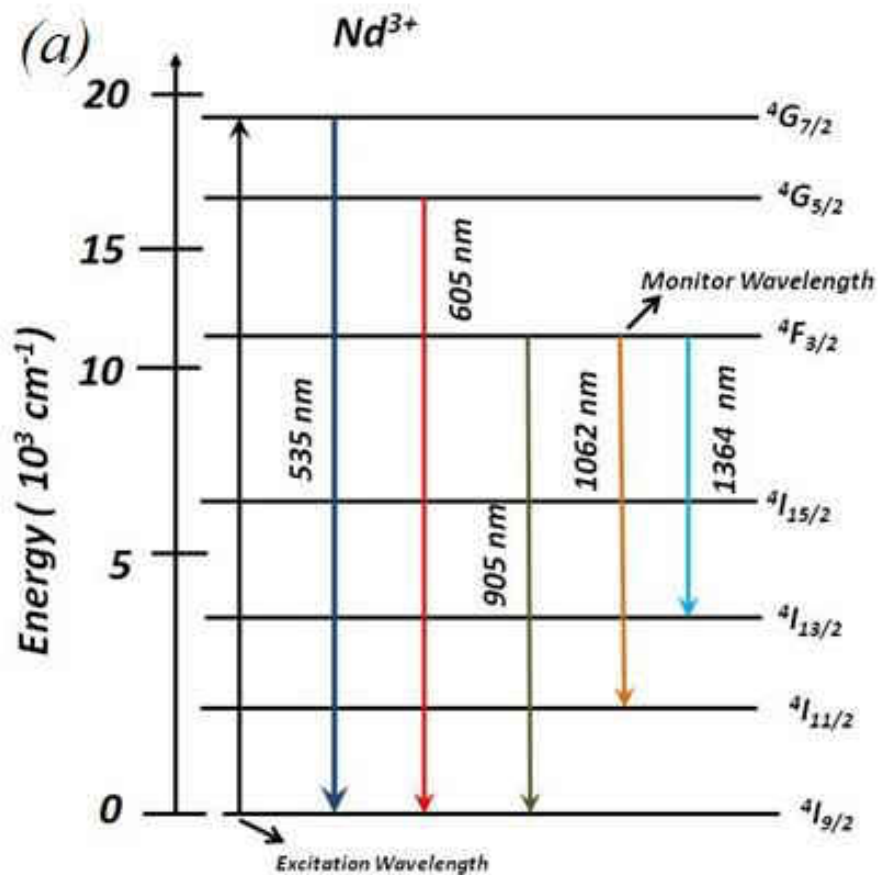 (a)
Nd³⁺
20
15
10
5
0
Energy ( 10³ cm⁻¹)
⁴G₇/₂
⁴G₅/₂
Monitor Wavelength
⁴F₃/₂
⁴I₁₅/₂
⁴I₁₃/₂
⁴I₁₁/₂
⁴I₉/₂
535 nm
605 nm
905 nm
1062 nm
1364 nm
Excitation Wavelength